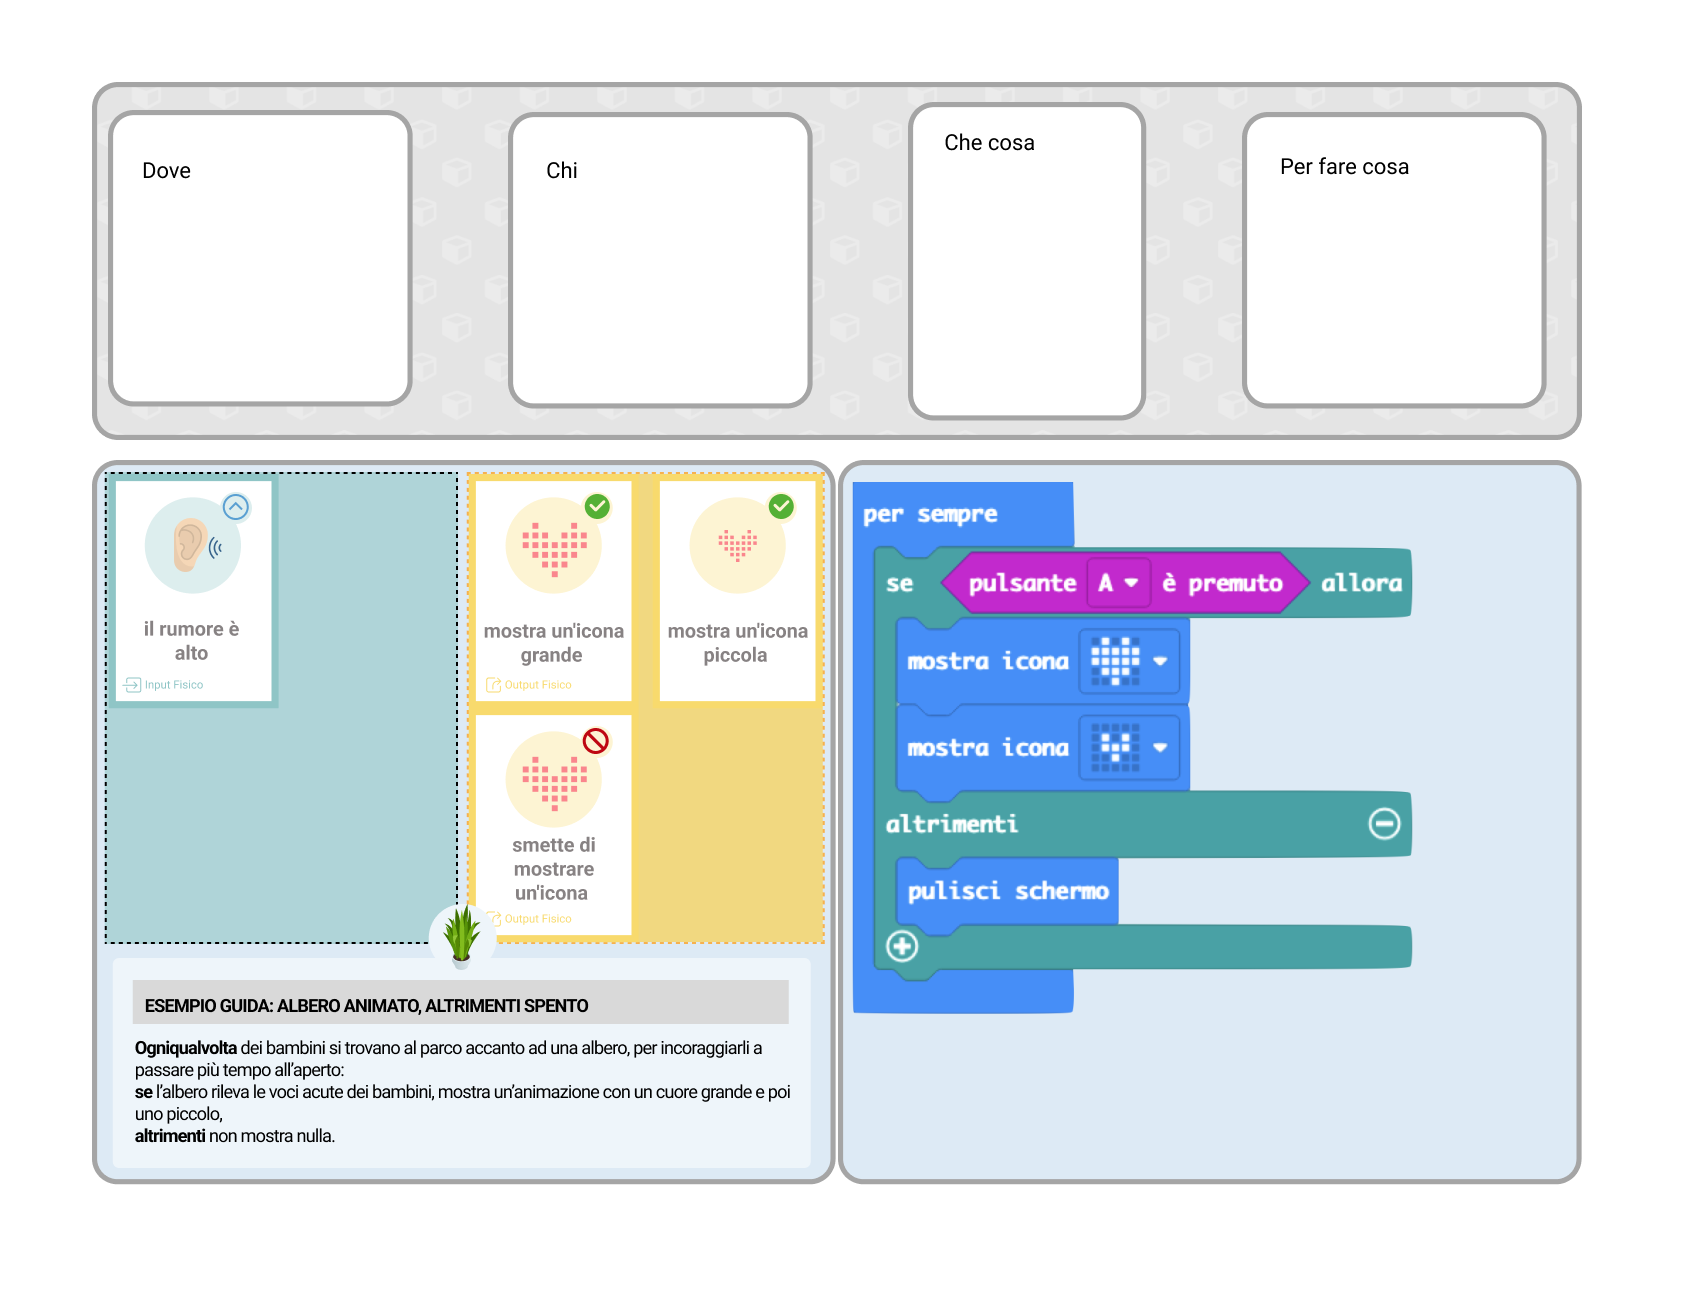 Dove
Chi
Che cosa
Per fare cosa
il rumore è
alto
Input Fisico
mostra un'icona
grande
Output Fisico
mostra un'icona
piccola
smette di
mostrare
un'icona
Output Fisico
ESEMPIO GUIDA: ALBERO ANIMATO, ALTRIMENTI SPENTO
Ogniqualvolta dei bambini si trovano al parco accanto ad una albero, per incoraggiarli a
passare più tempo all’aperto:
se l’albero rileva le voci acute dei bambini, mostra un’animazione con un cuore grande e poi
uno piccolo,
altrimenti non mostra nulla.
per sempre
se pulsante A è premuto allora
mostra icona
mostra icona
altrimenti
pulisci schermo